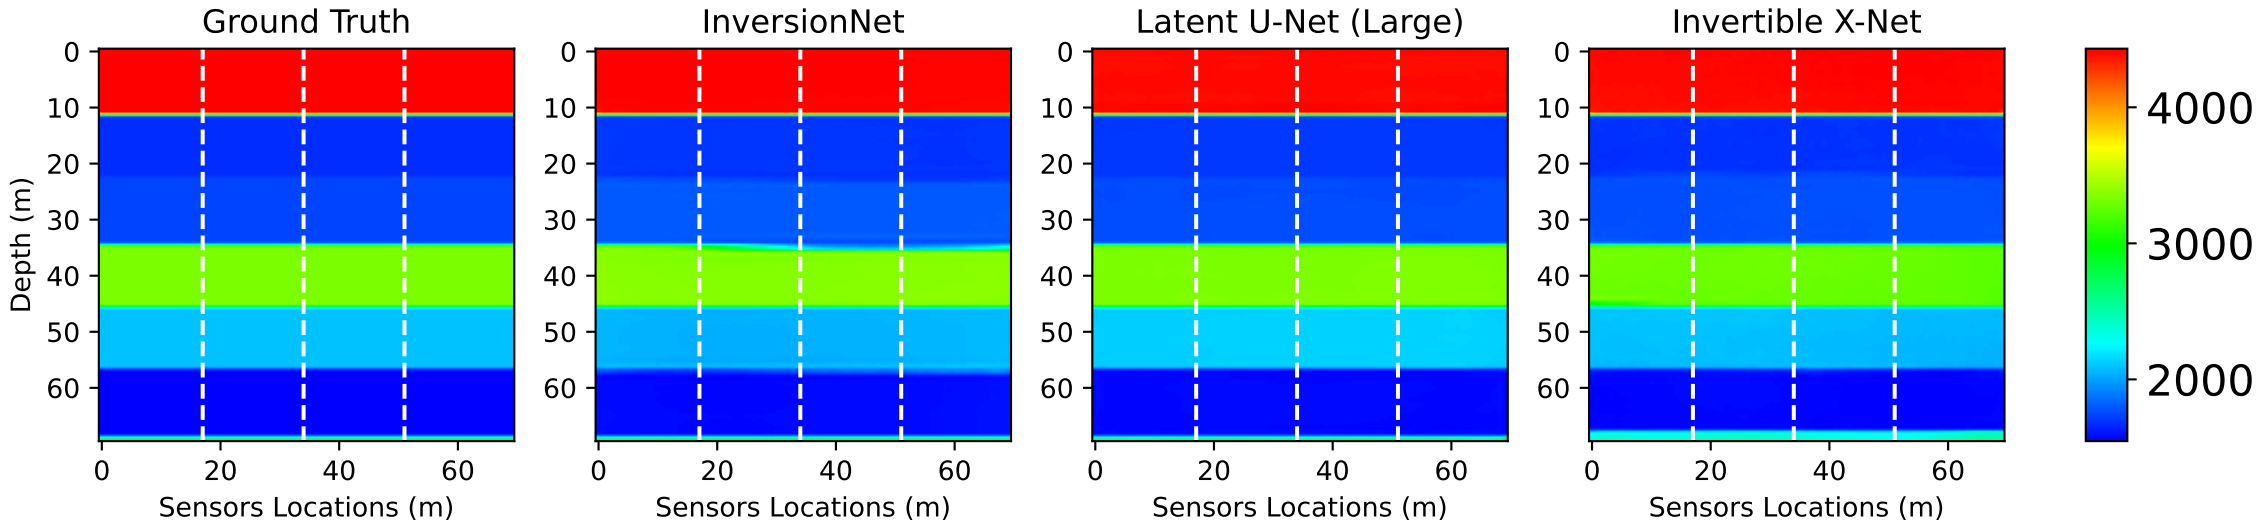 Ground Truth
InversionNet
Latent U-Net (Large)
Invertible X-Net
Depth (m)
0
10
20
30
40
50
60
0 20 40 60
Sensors Locations (m)
0
10
20
30
40
50
60
0 20 40 60
Sensors Locations (m)
0
10
20
30
40
50
60
0 20 40 60
Sensors Locations (m)
0
10
20
30
40
50
60
0 20 40 60
Sensors Locations (m)
4000
3000
2000